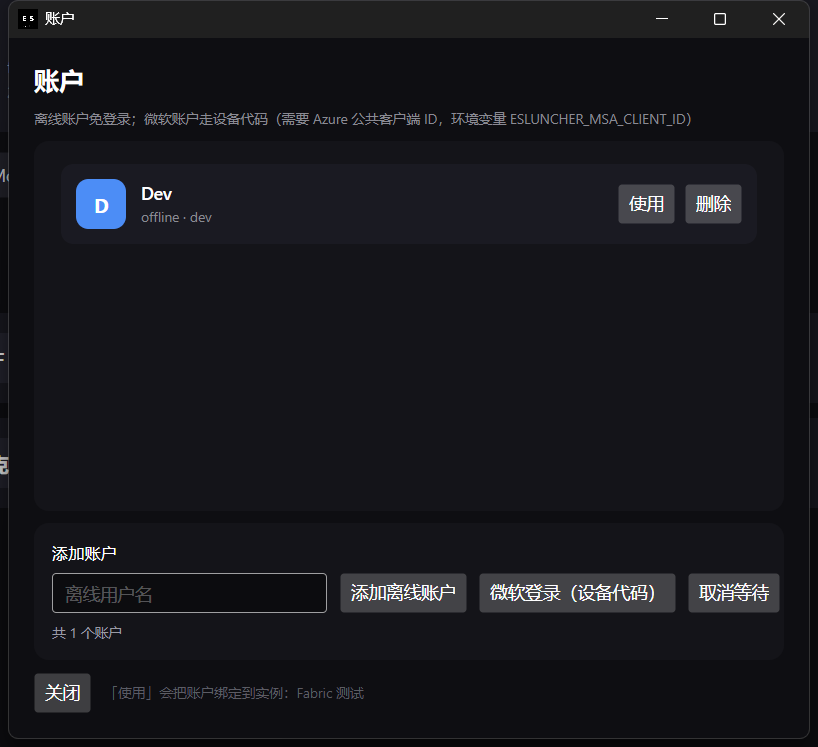 ES 账户
账户
离线账户免登录；微软账户走设备代码（需要 Azure 公共客户端 ID，环境变量 ESLUNCHER_MSA_CLIENT_ID）
D
Dev
offline · dev
使用 删除
添加账户
离线用户名 添加离线账户 微软登录（设备代码） 取消等待
共 1 个账户
关闭 「使用」会把账户绑定到实例：Fabric 测试